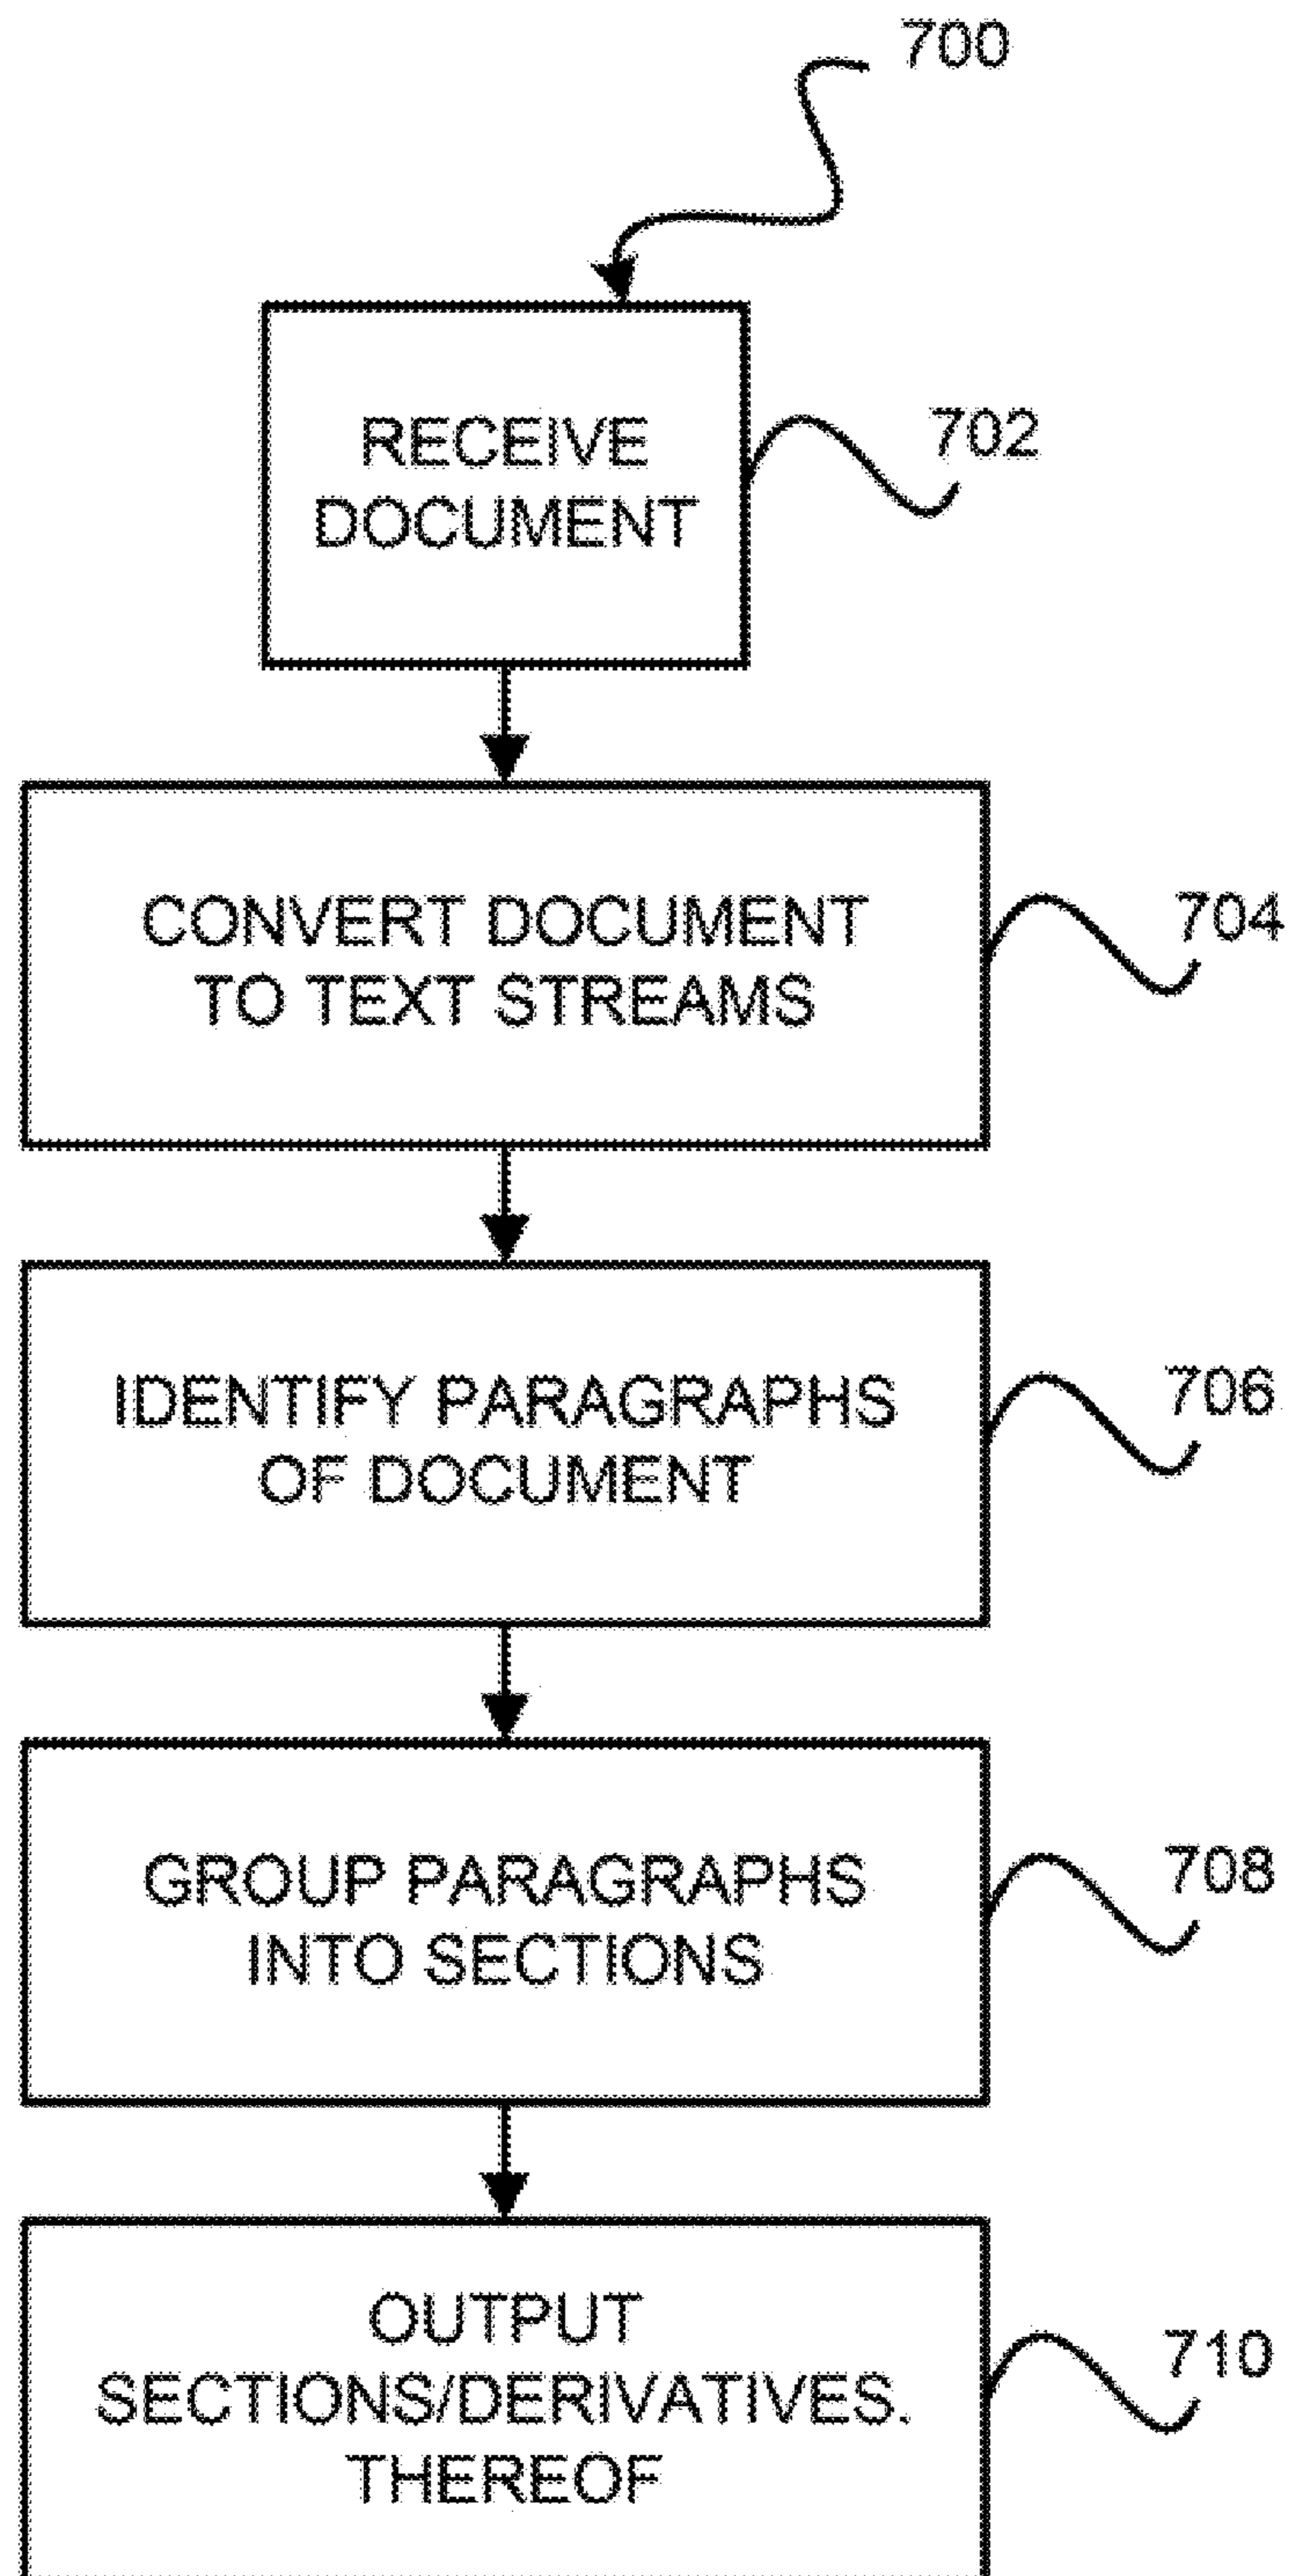 700
RECEIVE
DOCUMENT
702
CONVERT DOCUMENT
TO TEXT STREAMS
704
IDENTIFY PARAGRAPHS
OF DOCUMENT
706
GROUP PARAGRAPHS
INTO SECTIONS
708
OUTPUT
SECTIONS/DERIVATIVES.
THEREOF
710